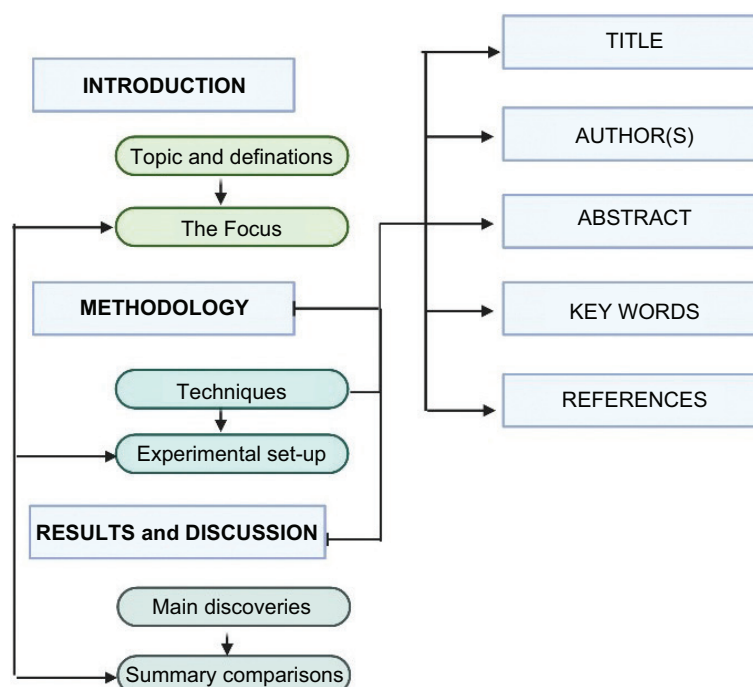 INTRODUCTION
Topic and definations
The Focus
METHODOLOGY
Techniques
Experimental set-up
RESULTS and DISCUSSION
Main discoveries
Summary comparisons
TITLE
AUTHOR(S)
ABSTRACT
KEY WORDS
REFERENCES